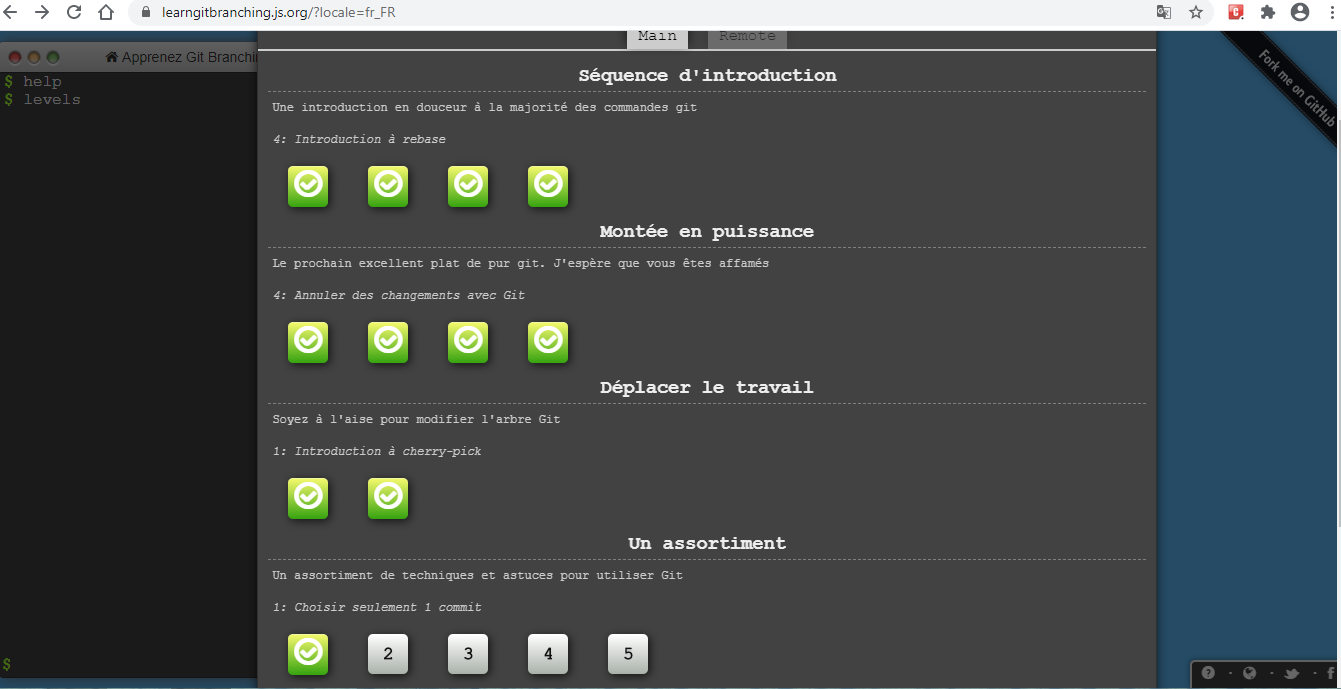 learngitbranching.js.org/?locale=fr_FR
Main Remote
Apprenez Git Branchi
$ help
$ levels
Fork me on GitHub
Séquence d'introduction
Une introduction en douceur à la majorité des commandes git
4: Introduction à rebase
Montée en puissance
Le prochain excellent plat de pur git. J'espère que vous êtes affamés
4: Annuler des changements avec Git
Déplacer le travail
Soyez à l'aise pour modifier l'arbre Git
1: Introduction à cherry-pick
Un assortiment
Un assortiment de techniques et astuces pour utiliser Git
1: Choisir seulement 1 commit
2 3 4 5
$